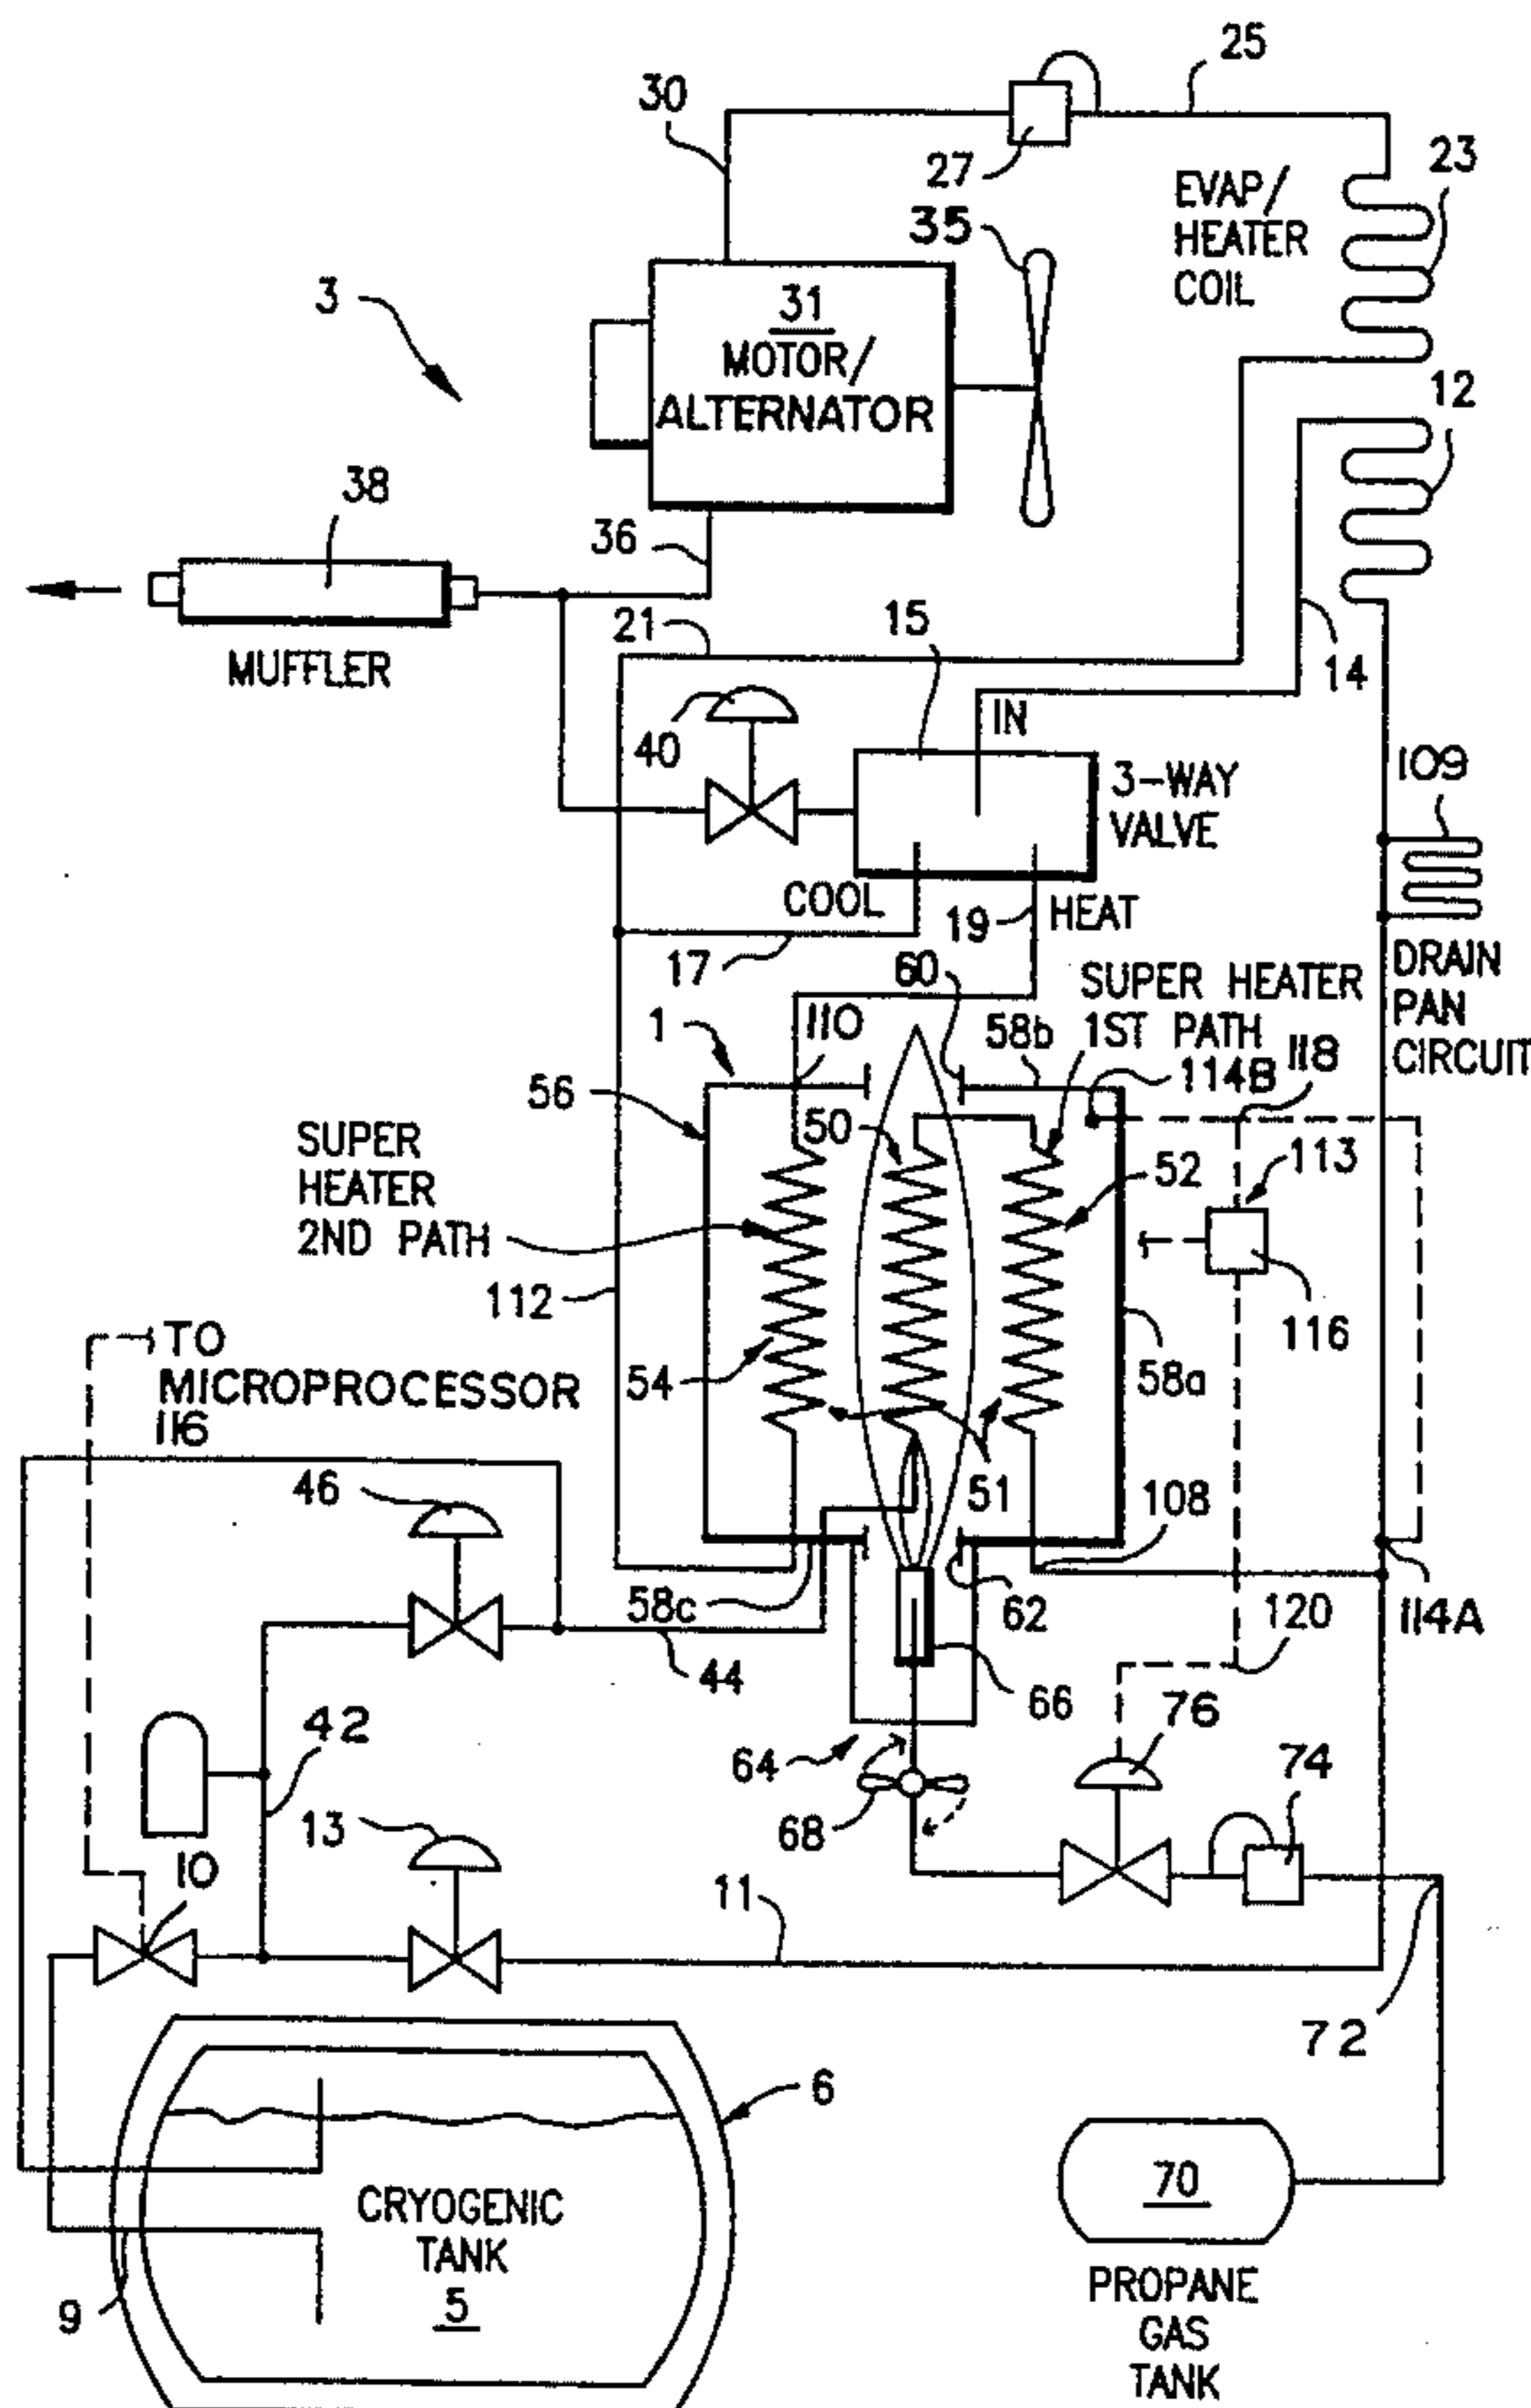 25
30
27
23
EVAP/
HEATER
COIL
35
3
31
MOTOR/
ALTERNATOR
12
38
36
21
15
14
MUFFLER
IN
40
3-WAY
VALVE
109
COOL
19
HEAT
17
DRAIN
PAN
CIRCUIT
60
SUPER HEATER
1ST PATH
1
110
58b
118
114B
56
50
SUPER
HEATER
2ND PATH
52
113
112
116
TO
MICROPROCESSOR
116
54
58a
46
51
108
58c
62
114A
44
120
66
42
64
76
74
13
68
10
11
72
6
CRYOGENIC
TANK
5
70
9
PROPANE
GAS
TANK